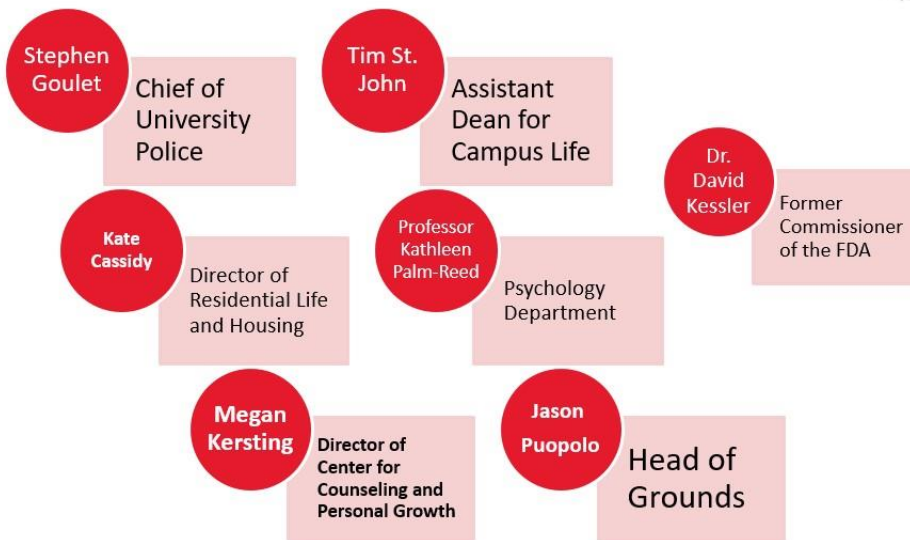 Stephen
Goulet
Chief of
University
Police
Tim St.
John
Assistant
Dean for
Campus Life
Dr.
David
Kessler
Former
Commissioner
of the FDA
Kate
Cassidy
Director of
Residential Life
and Housing
Professor
Kathleen
Palm-Reed
Psychology
Department
Megan
Kersting
Director of
Center for
Counseling and
Personal Growth
Jason
Puopolo
Head of
Grounds